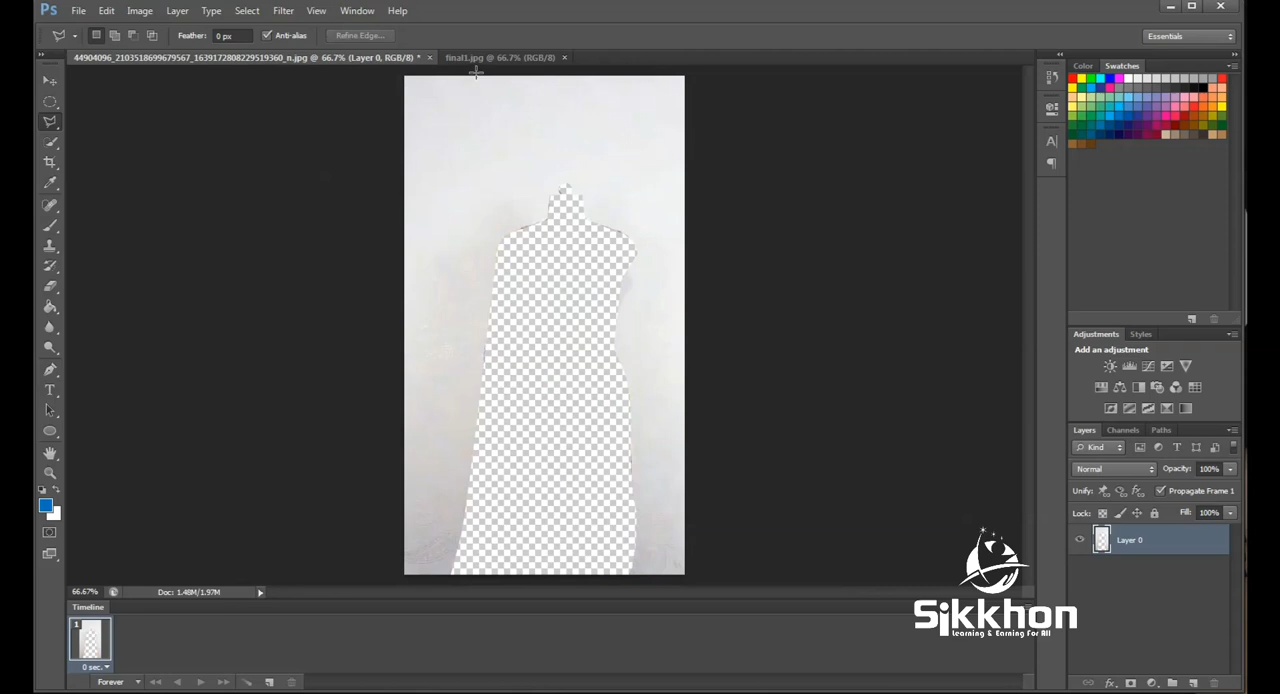 Ps File Edit Image Layer Type Select Filter View Window Help
Feather: 0 px Anti-alias Refine Edge... Essentials
44904096_2103518699679567_1639172808229519360_n.jpg @ 66.7% (Layer 0, RGB/8) * × final1.jpg @ 66.7% (RGB/8) ×
Color Swatches
Adjustments Styles
Add an adjustment
Layers Channels Paths
Kind
Normal Opacity: 100%
Unify: Propagate Frame 1
Lock: Fill: 100%
Layer 0
66.67% Doc: 1.48M/1.97M
Timeline
1
0 sec.
Forever
Sikkhon
Learning & Earning For All